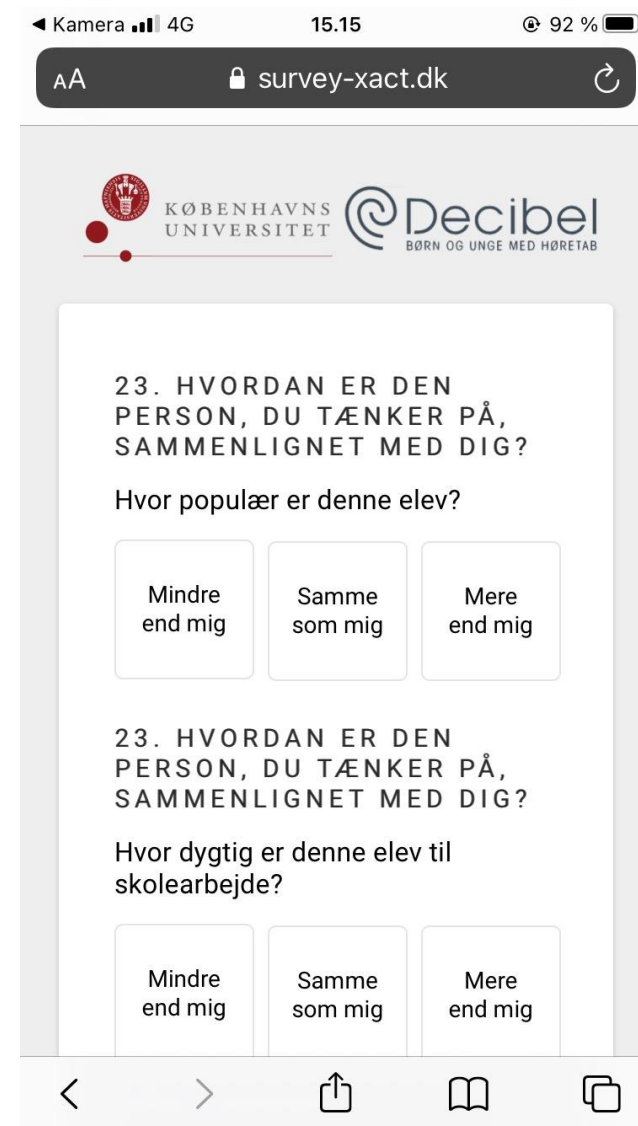 ◀ Kamera 4G 15.15 92 %
AA survey-xact.dk
KØBENHAVNS
UNIVERSITET
Decibel
BØRN OG UNGE MED HØRETAB
23. HVORDAN ER DEN
PERSON, DU TÆNKER PÅ,
SAMMENLIGNET MED DIG?
Hvor populær er denne elev?
Mindre
end mig
Samme
som mig
Mere
end mig
23. HVORDAN ER DEN
PERSON, DU TÆNKER PÅ,
SAMMENLIGNET MED DIG?
Hvor dygtig er denne elev til
skolearbejde?
Mindre
end mig
Samme
som mig
Mere
end mig